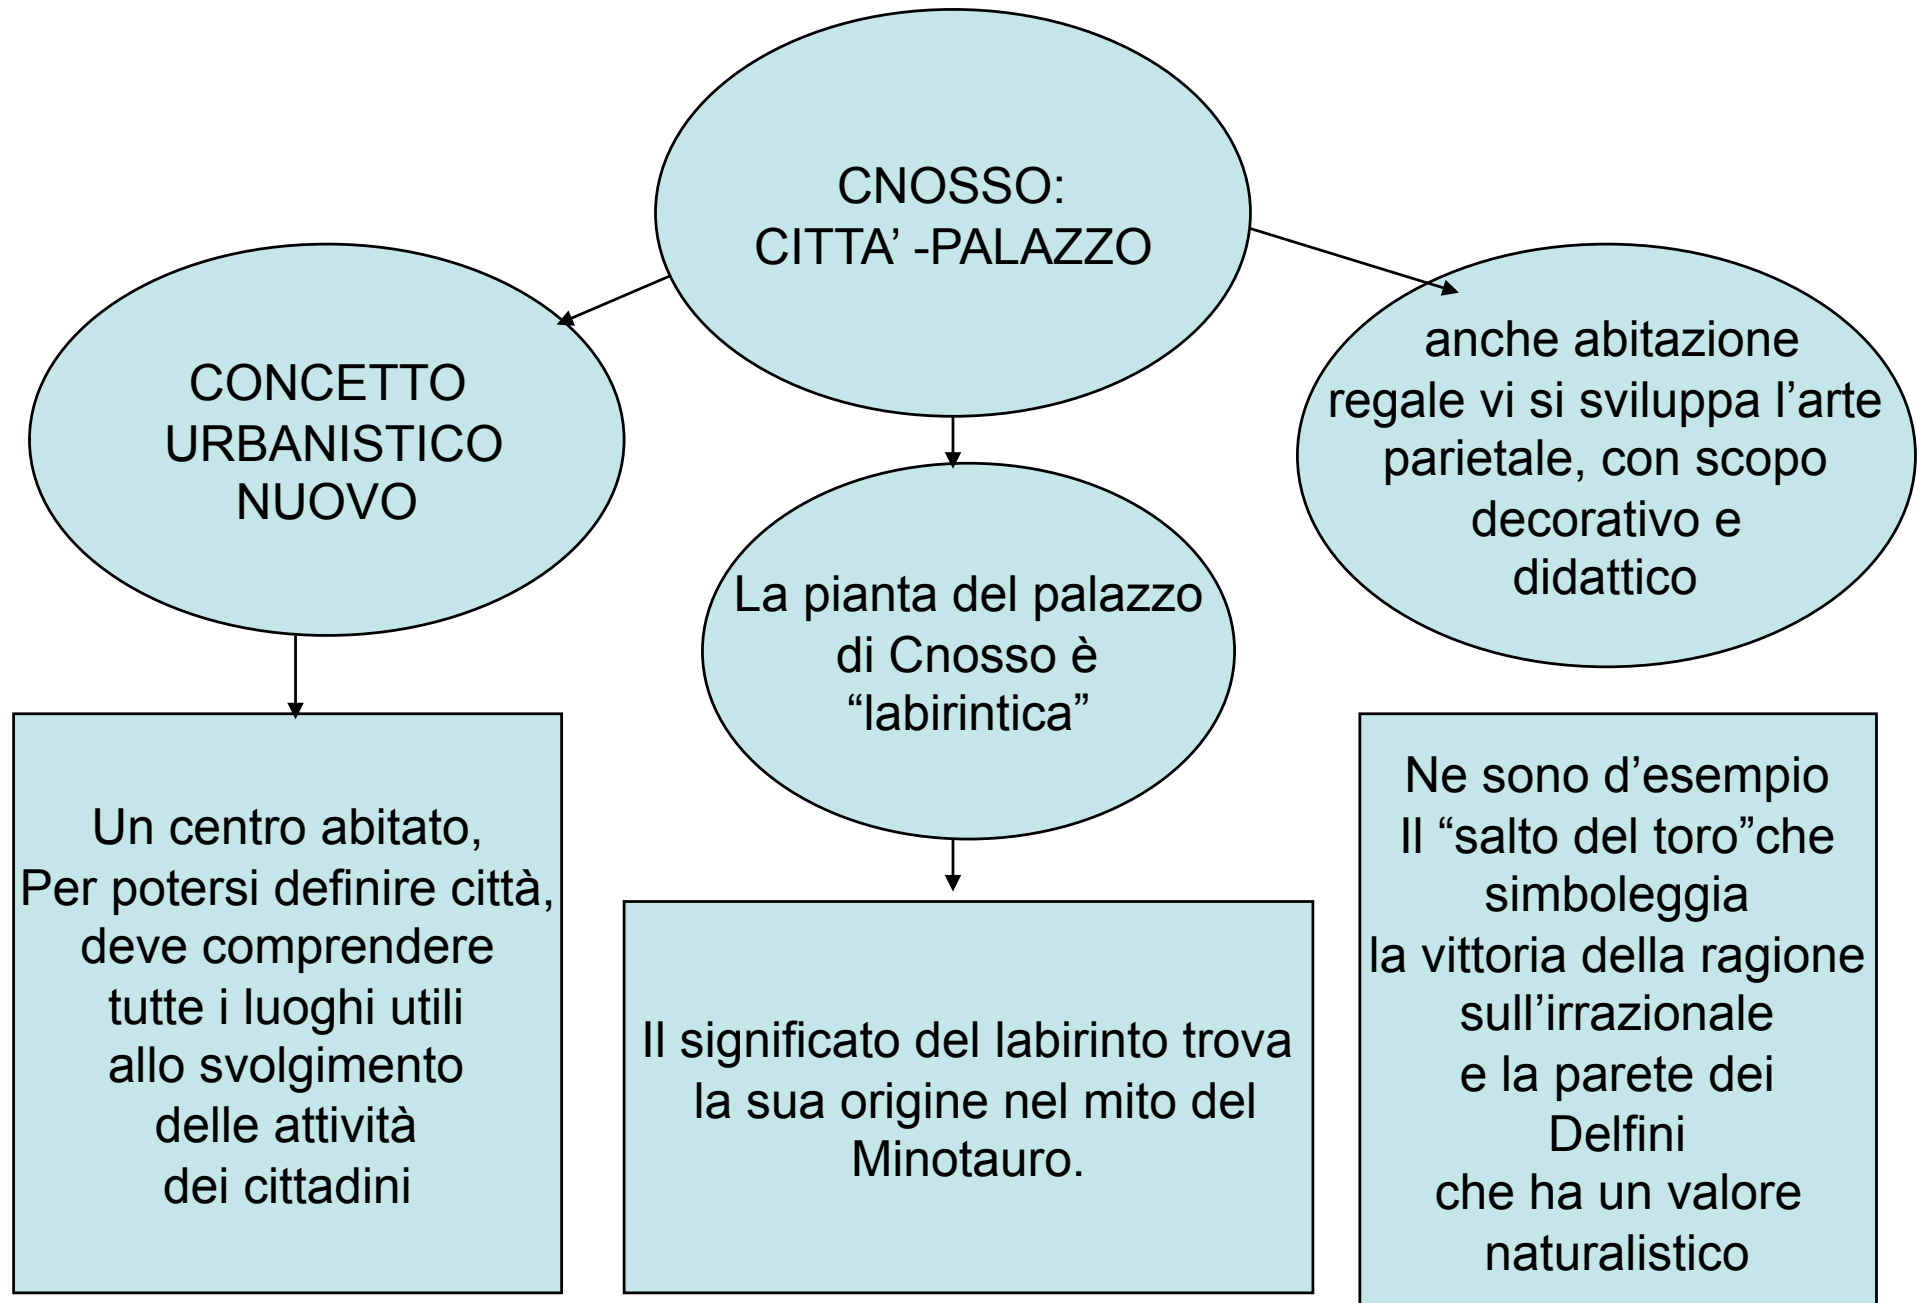 CNOSSO:
CITTA’ -PALAZZO
CONCETTO
URBANISTICO
NUOVO
anche abitazione
regale vi si sviluppa l’arte
parietale, con scopo
decorativo e
didattico
La pianta del palazzo
di Cnosso è
“labirintica”
Un centro abitato,
Per potersi definire città,
deve comprendere
tutte i luoghi utili
allo svolgimento
delle attività
dei cittadini
Il significato del labirinto trova
la sua origine nel mito del
Minotauro.
Ne sono d’esempio
Il “salto del toro”che
simboleggia
la vittoria della ragione
sull’irrazionale
e la parete dei
Delfini
che ha un valore
naturalistico